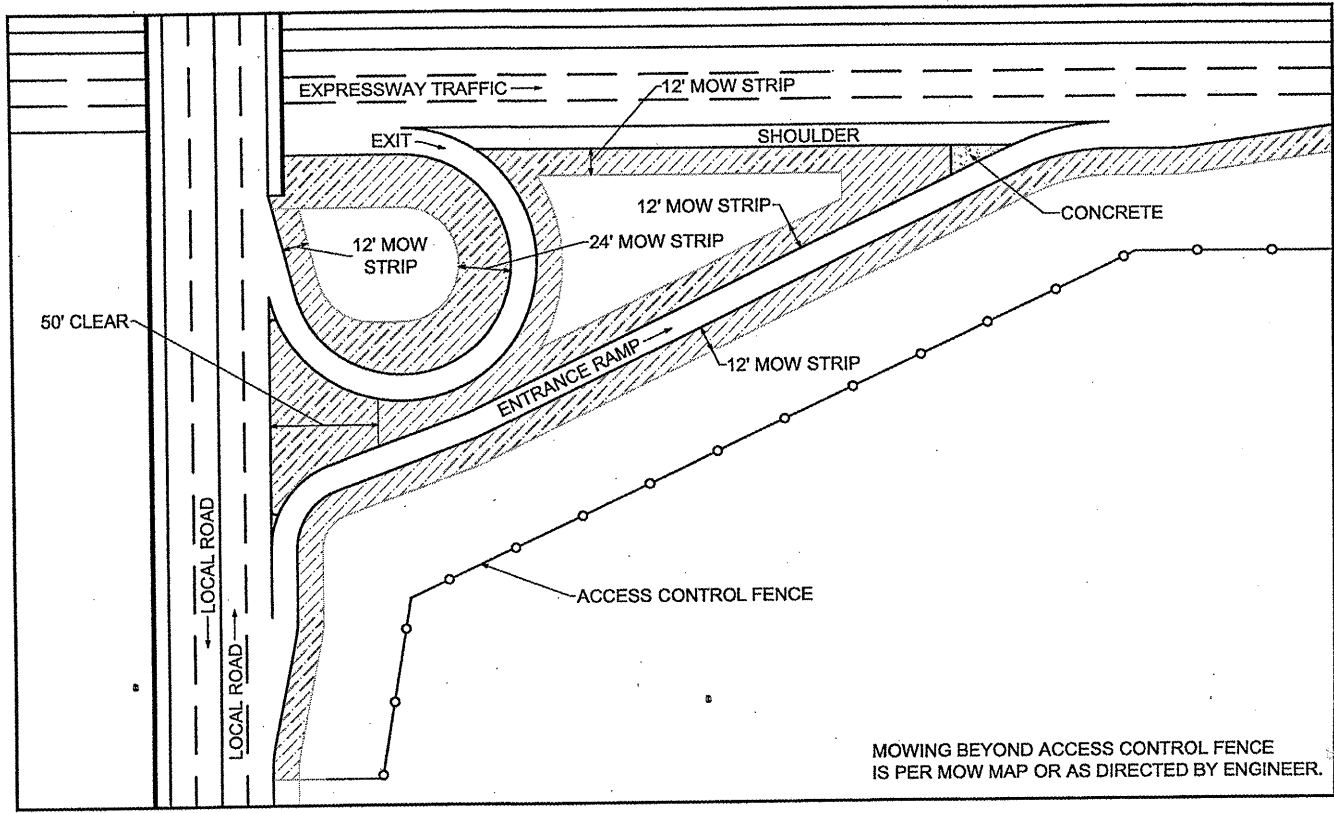 EXPRESSWAY TRAFFIC
12' MOW STRIP
EXIT
SHOULDER
12' MOW STRIP
CONCRETE
12' MOW
STRIP
24' MOW STRIP
50' CLEAR
ENTRANCE RAMP
12' MOW STRIP
LOCAL ROAD
LOCAL ROAD
ACCESS CONTROL FENCE
MOWING BEYOND ACCESS CONTROL FENCE
IS PER MOW MAP OR AS DIRECTED BY ENGINEER.